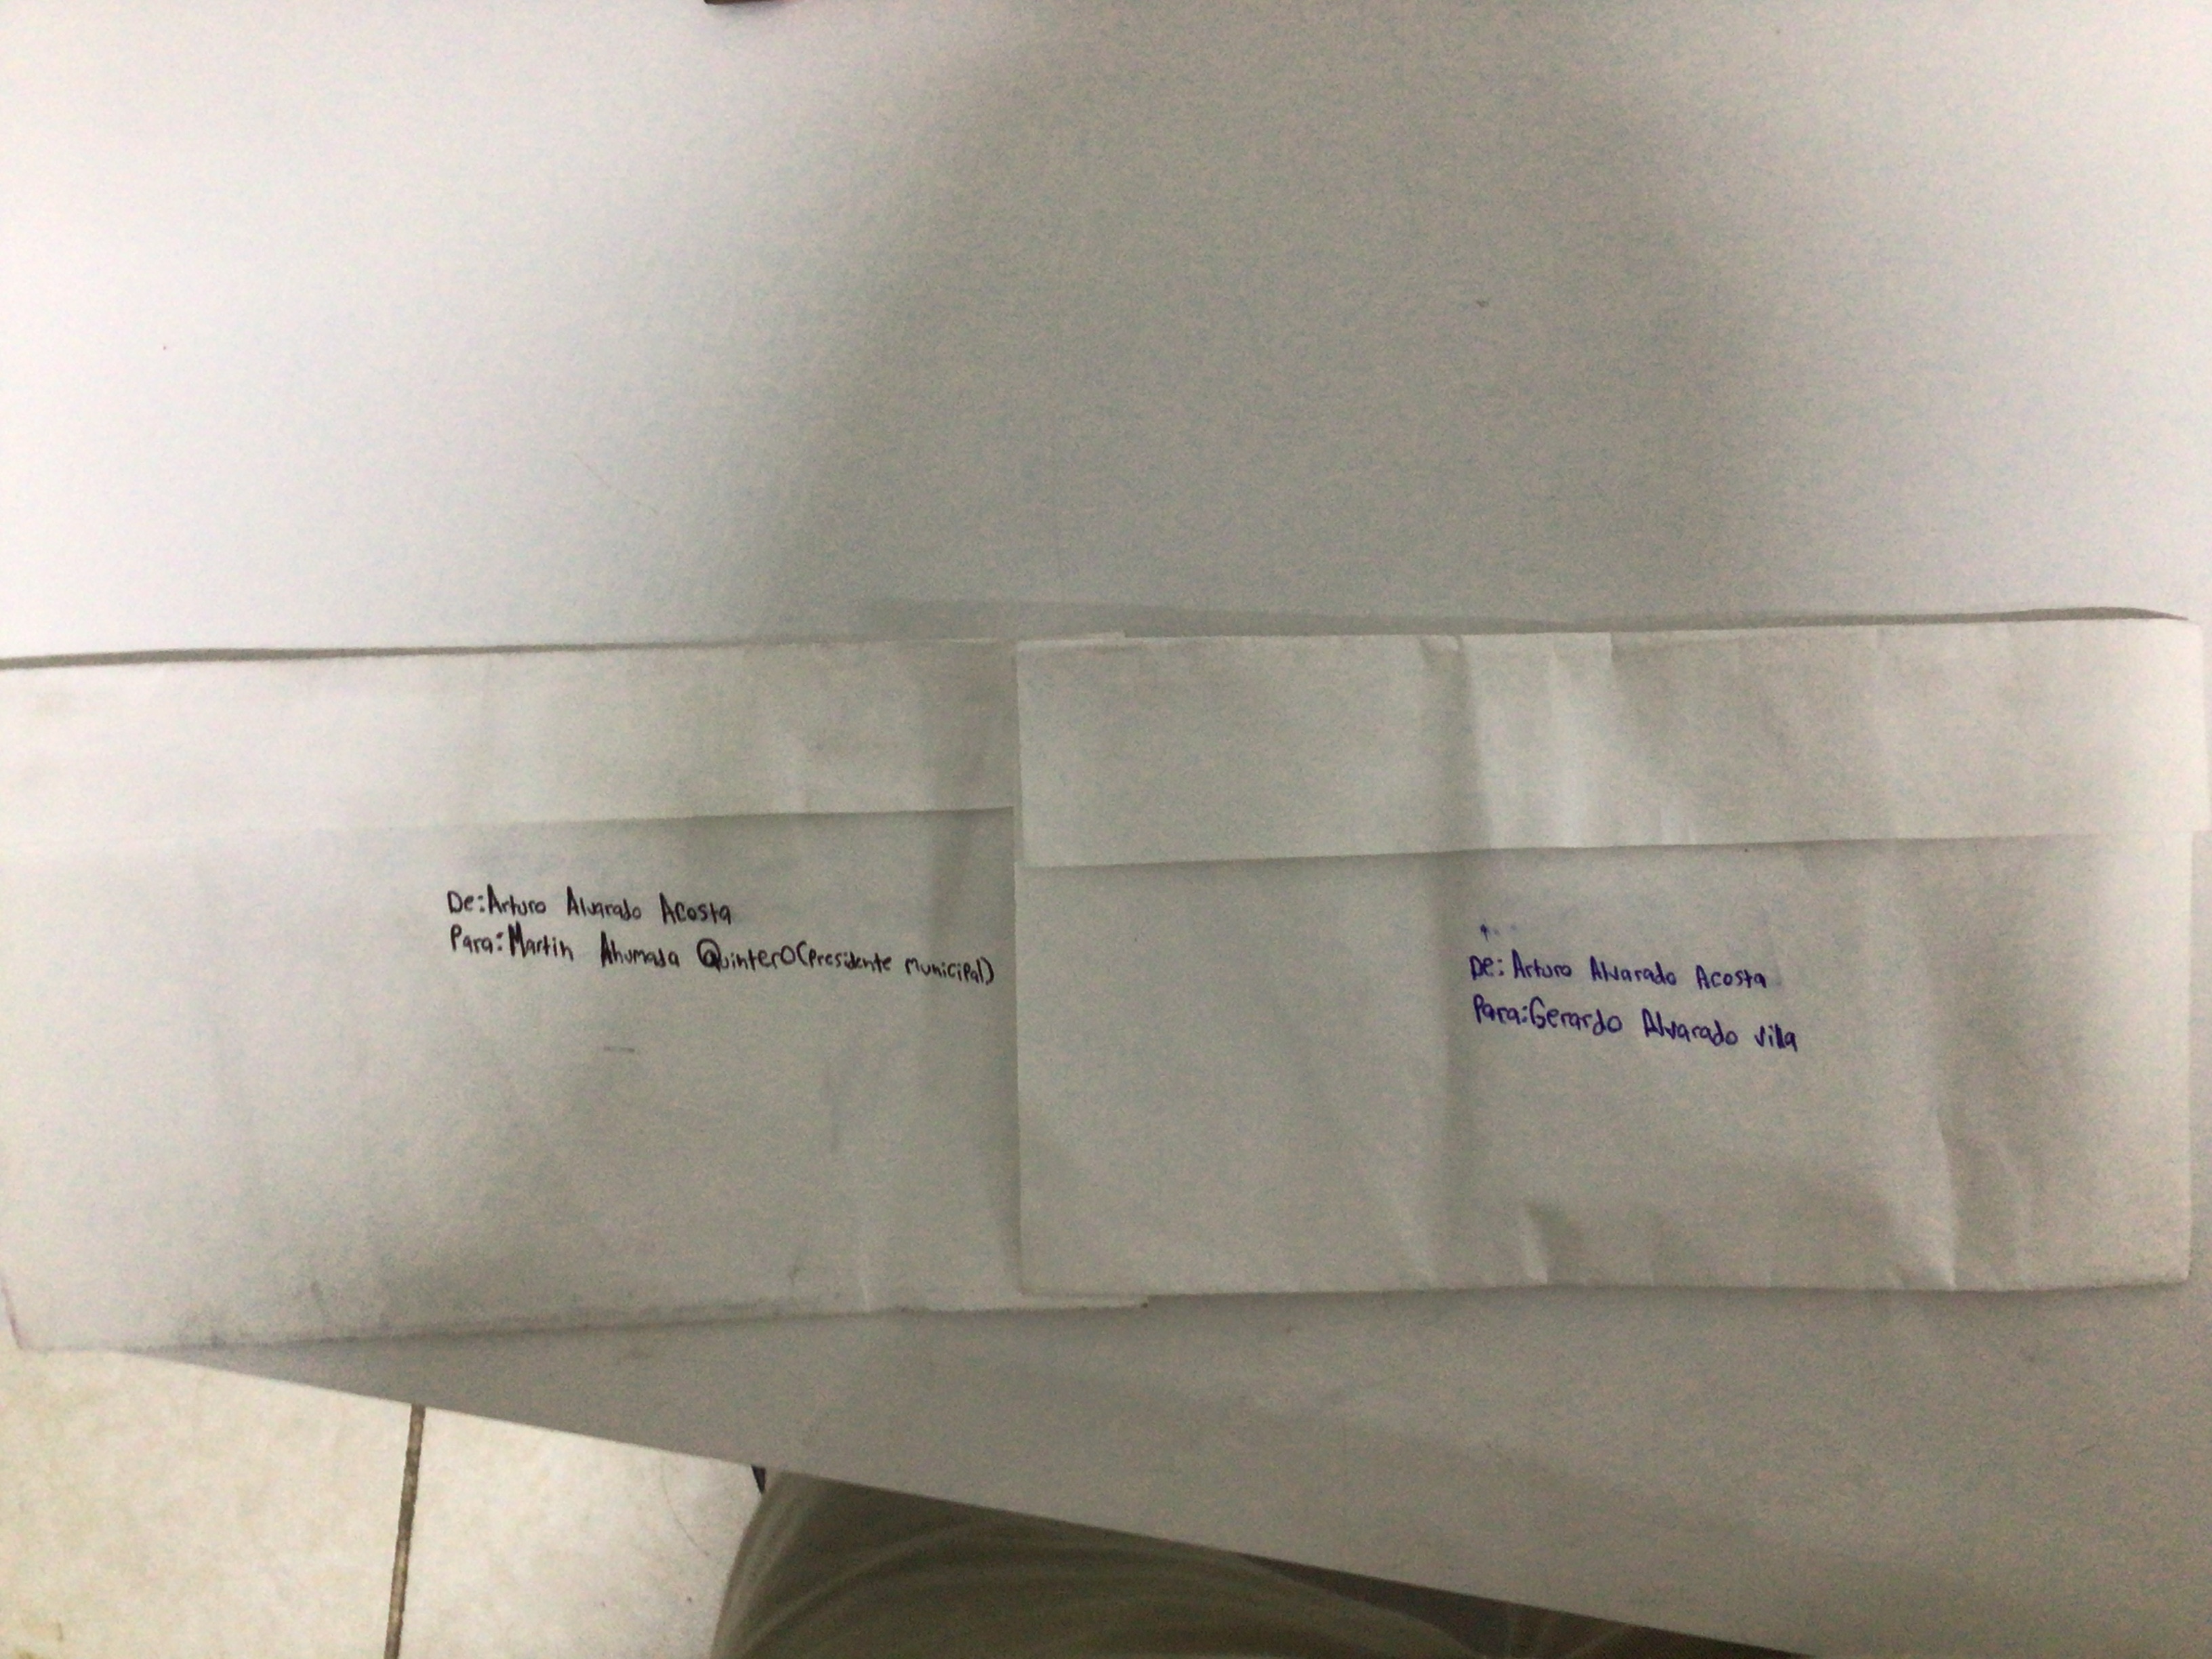 De: Arturo Alvarado Acosta
Para: Martin Ahumada Quintero (Presidente Municipal)
De: Arturo Alvarado Acosta
Para: Gerardo Alvarado Villa